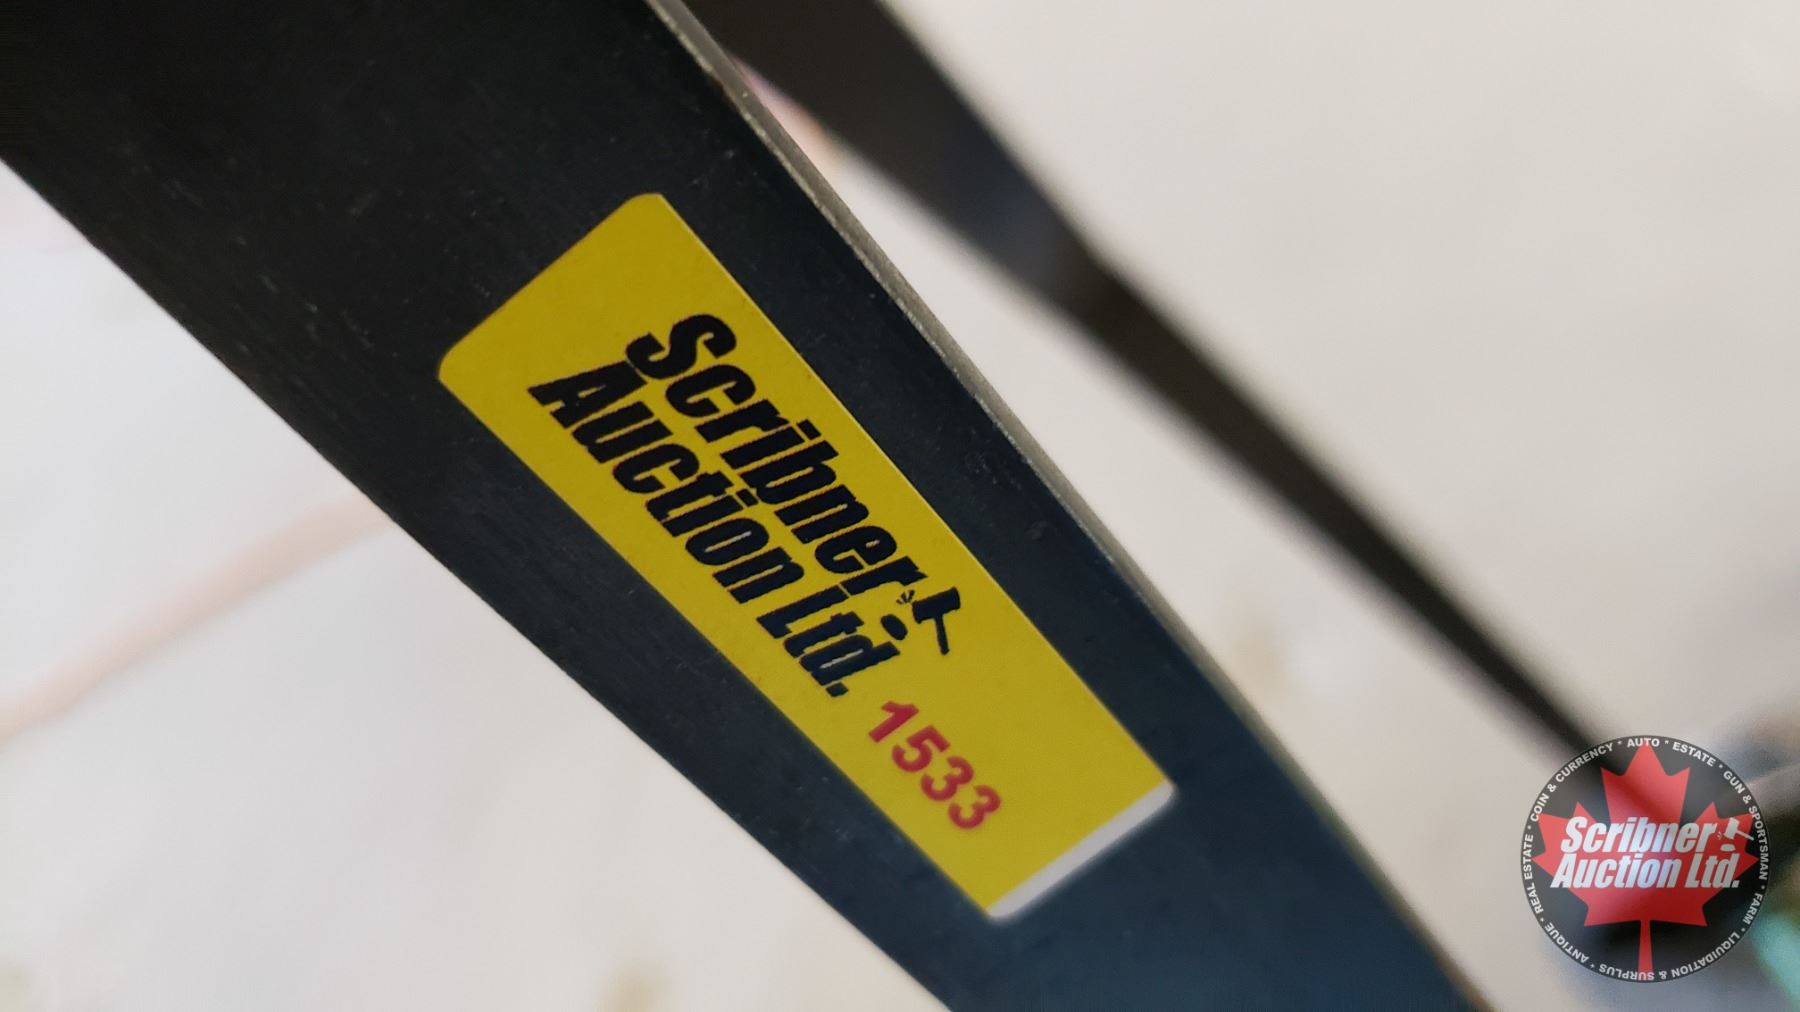 Scribner
Auction Ltd.
1533
Scribner
Auction Ltd.
REAL ESTATE * COIN & CURRENCY * AUTO * ESTATE * GUN & SPORTSMAN * FARM * LIQUIDATION & SURPLUS * ANTIQUE *